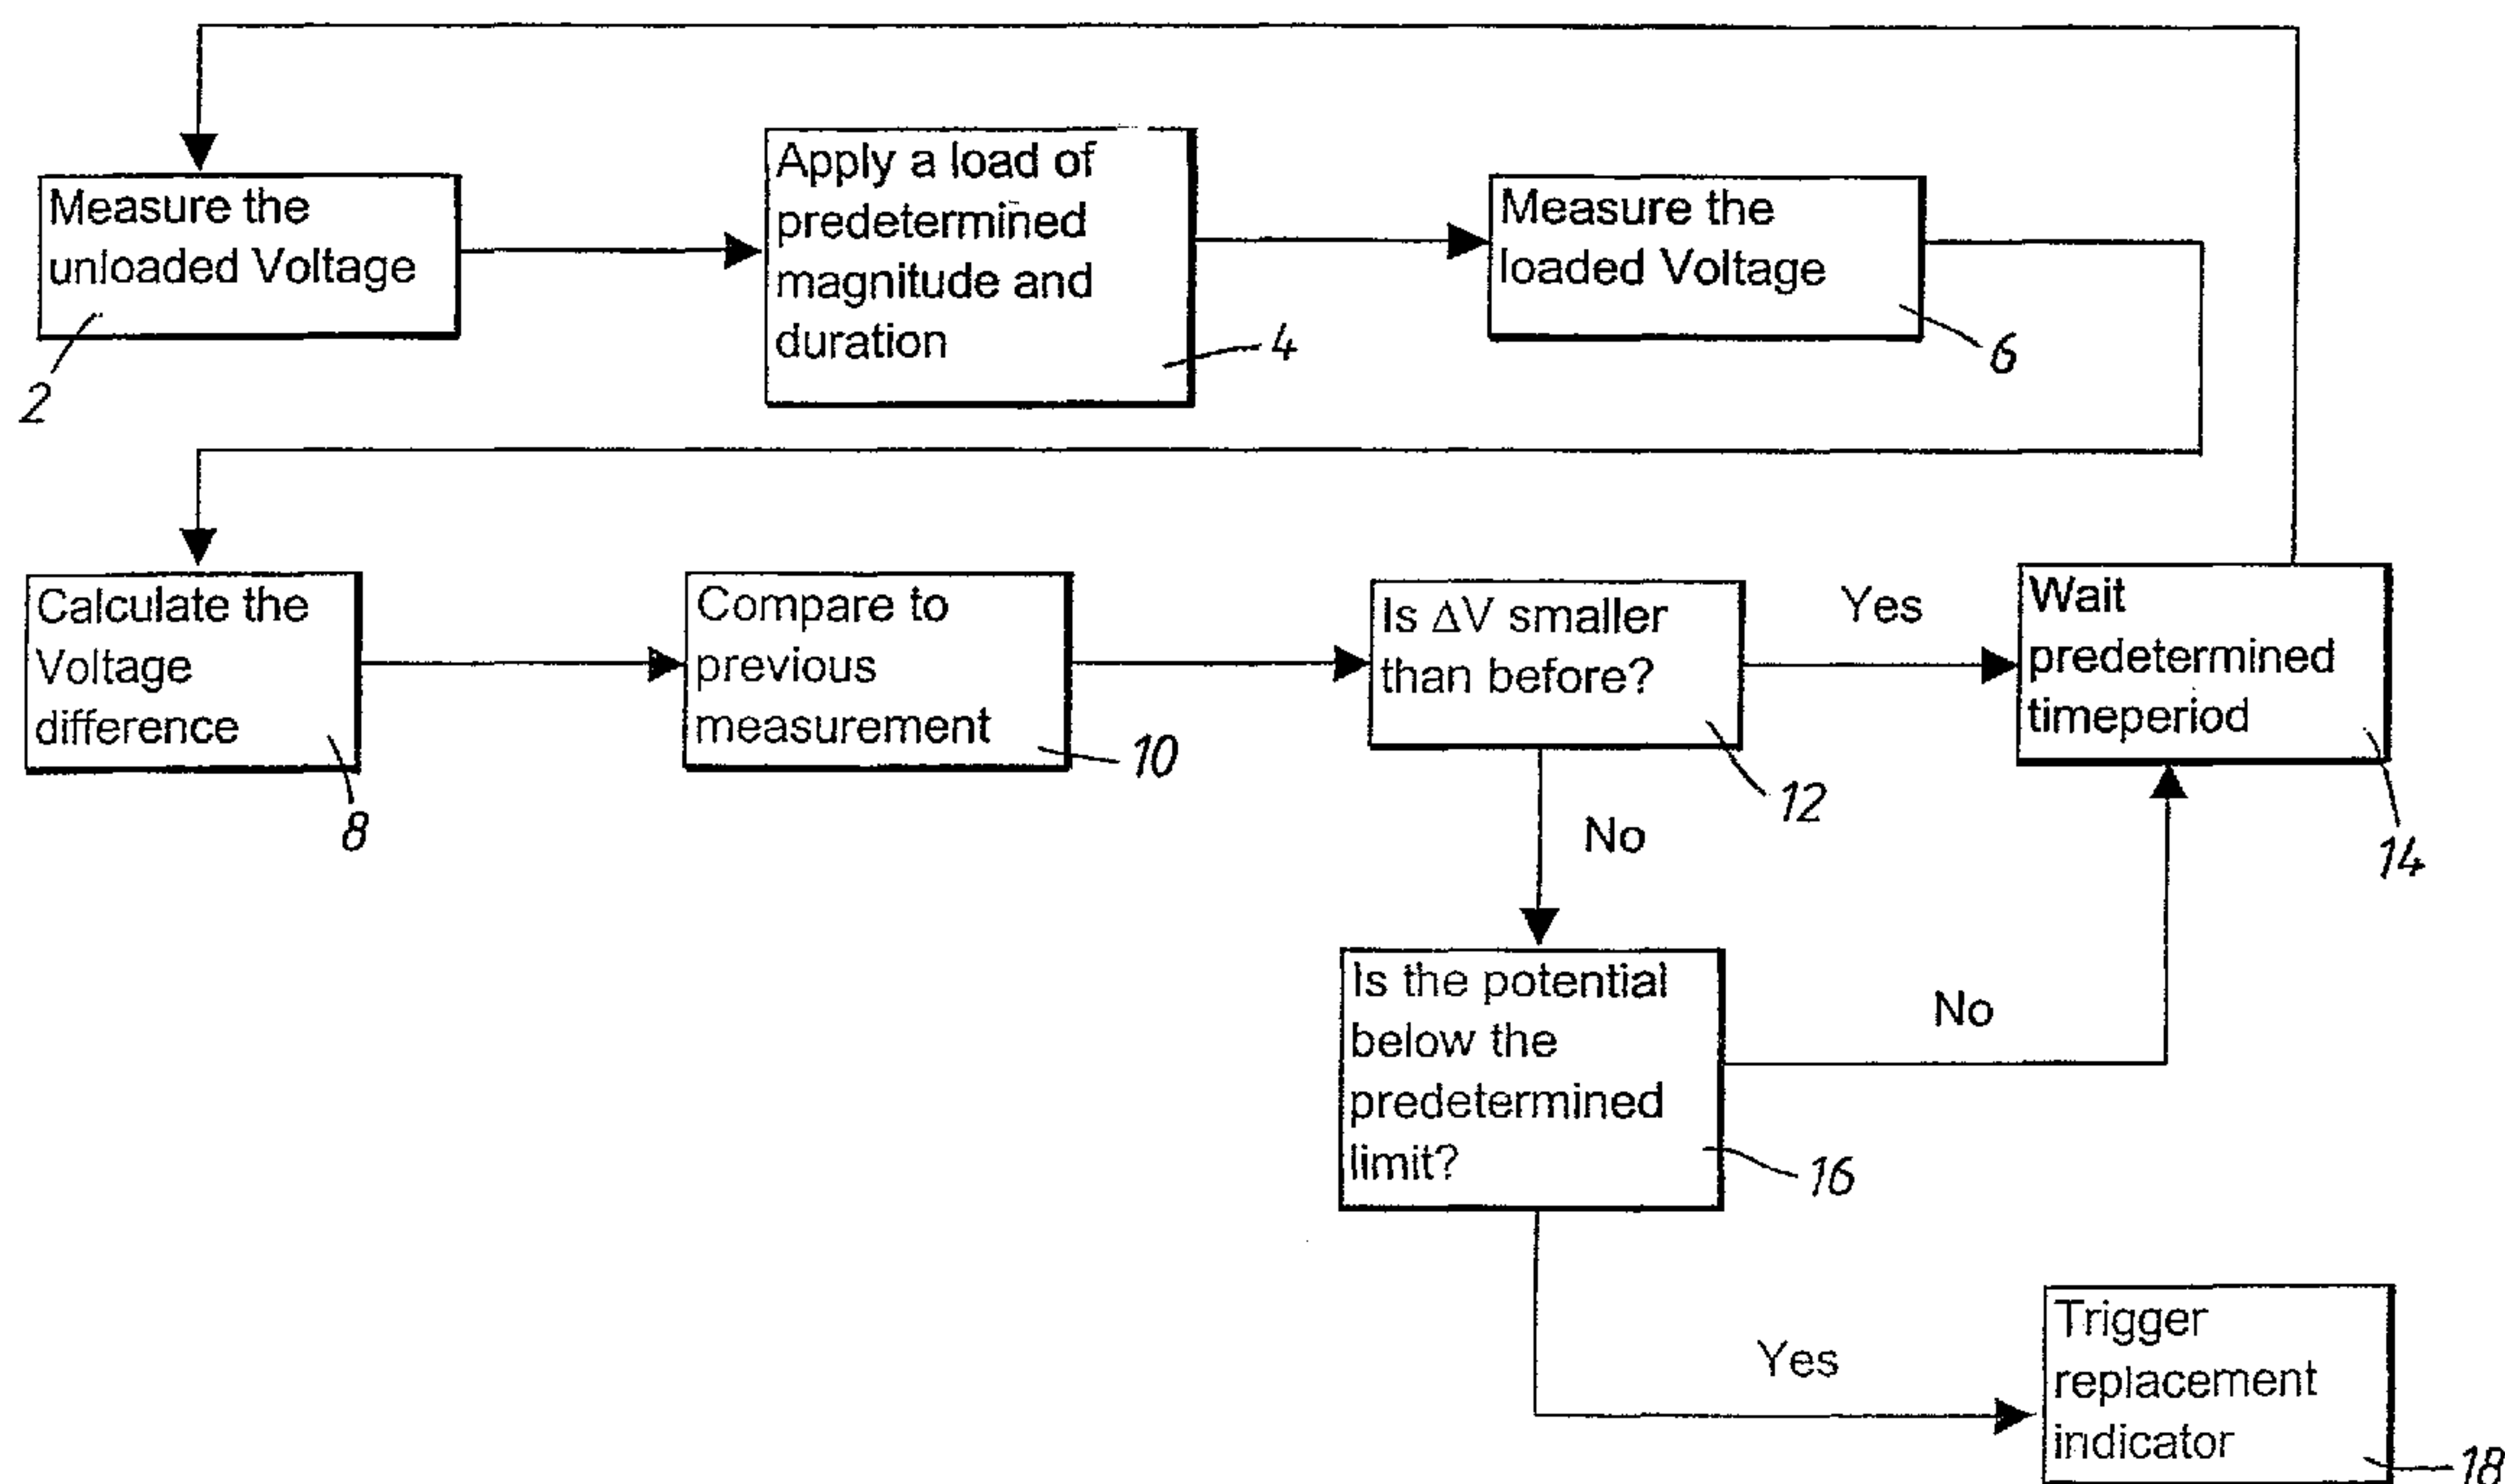 Measure the
unloaded Voltage
2
Apply a load of
predetermined
magnitude and
duration
4
Measure the
loaded Voltage
6
Calculate the
Voltage
difference
8
Compare to
previous
measurement
10
Is ΔV smaller
than before?
12
Yes
Wait
predetermined
timeperiod
14
No
Is the potential
below the
predetermined
limit?
16
No
Yes
Trigger
replacement
indicator
18